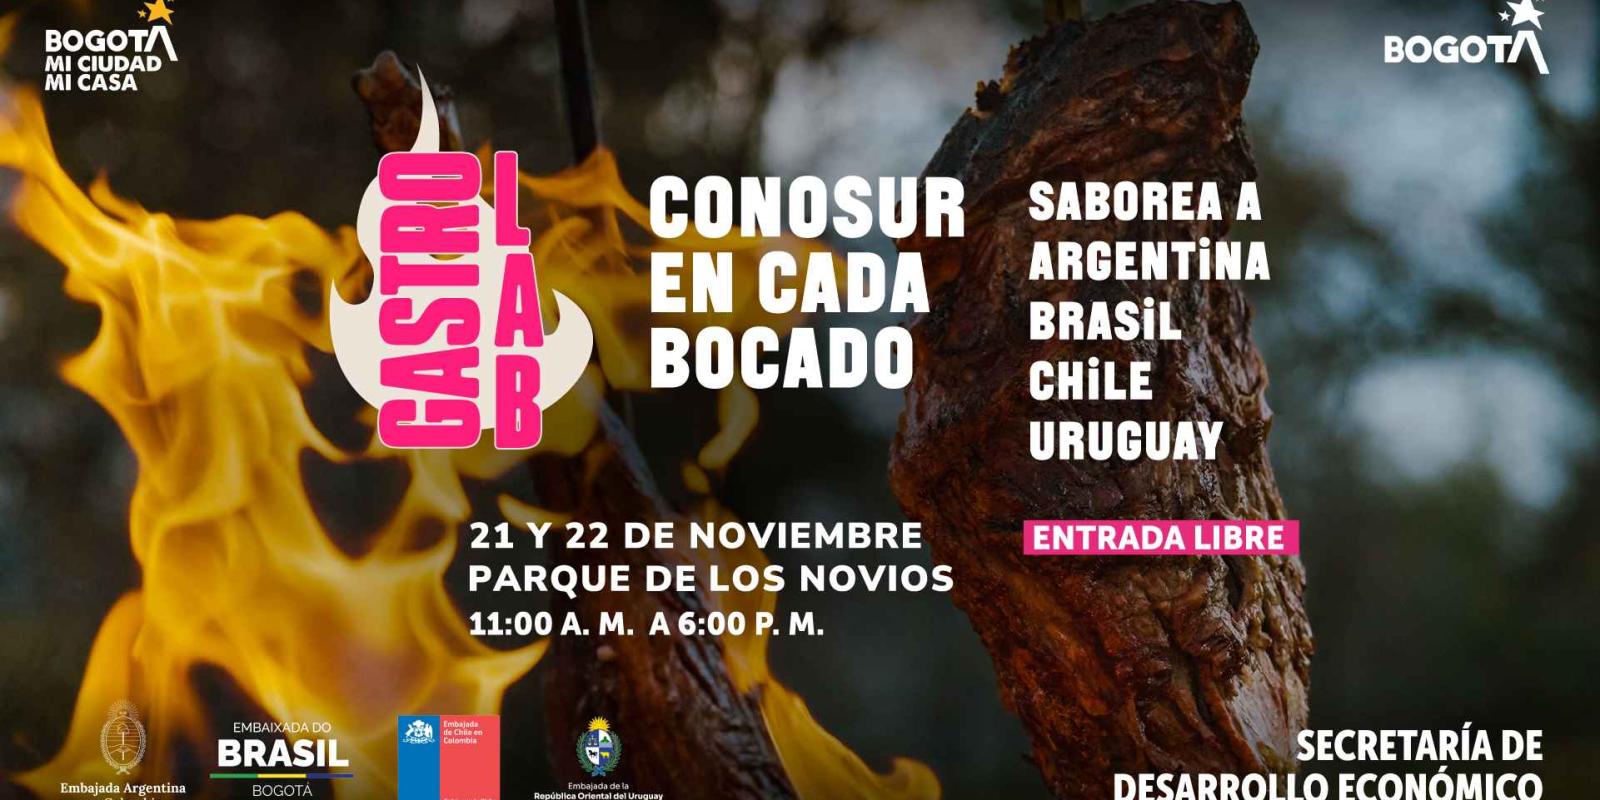 BOGOTÁ
MI CIUDAD
MI CASA
BOGOTÁ
GASTRO
LAB
CONOSUR
EN CADA
BOCADO
SABOREA A
ARGENTiNA
BRASiL
CHiLE
URUGUAY
21 Y 22 DE NOVIEMBRE
PARQUE DE LOS NOVIOS
11:00 A. M. A 6:00 P. M.
ENTRADA LIBRE
Embajada Argentina
EMBAIXADA DO
BRASIL
BOGOTÁ
Embajada
de Chile en
Colombia
Embajada de la
República Oriental del Uruguay
SECRETARÍA DE
DESARROLLO ECONÓMICO